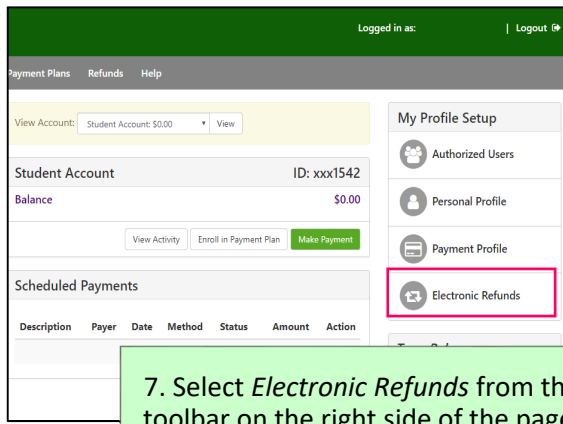 Logged in as: | Logout
Payment Plans Refunds Help
View Account: Student Account: $0.00 View
My Profile Setup
Authorized Users
Student Account ID: xxx1542
Balance $0.00
Personal Profile
View Activity Enroll in Payment Plan Make Payment
Payment Profile
Scheduled Payments
Electronic Refunds
Description Payer Date Method Status Amount Action
7. Select Electronic Refunds from th
toolbar on the right side of the page